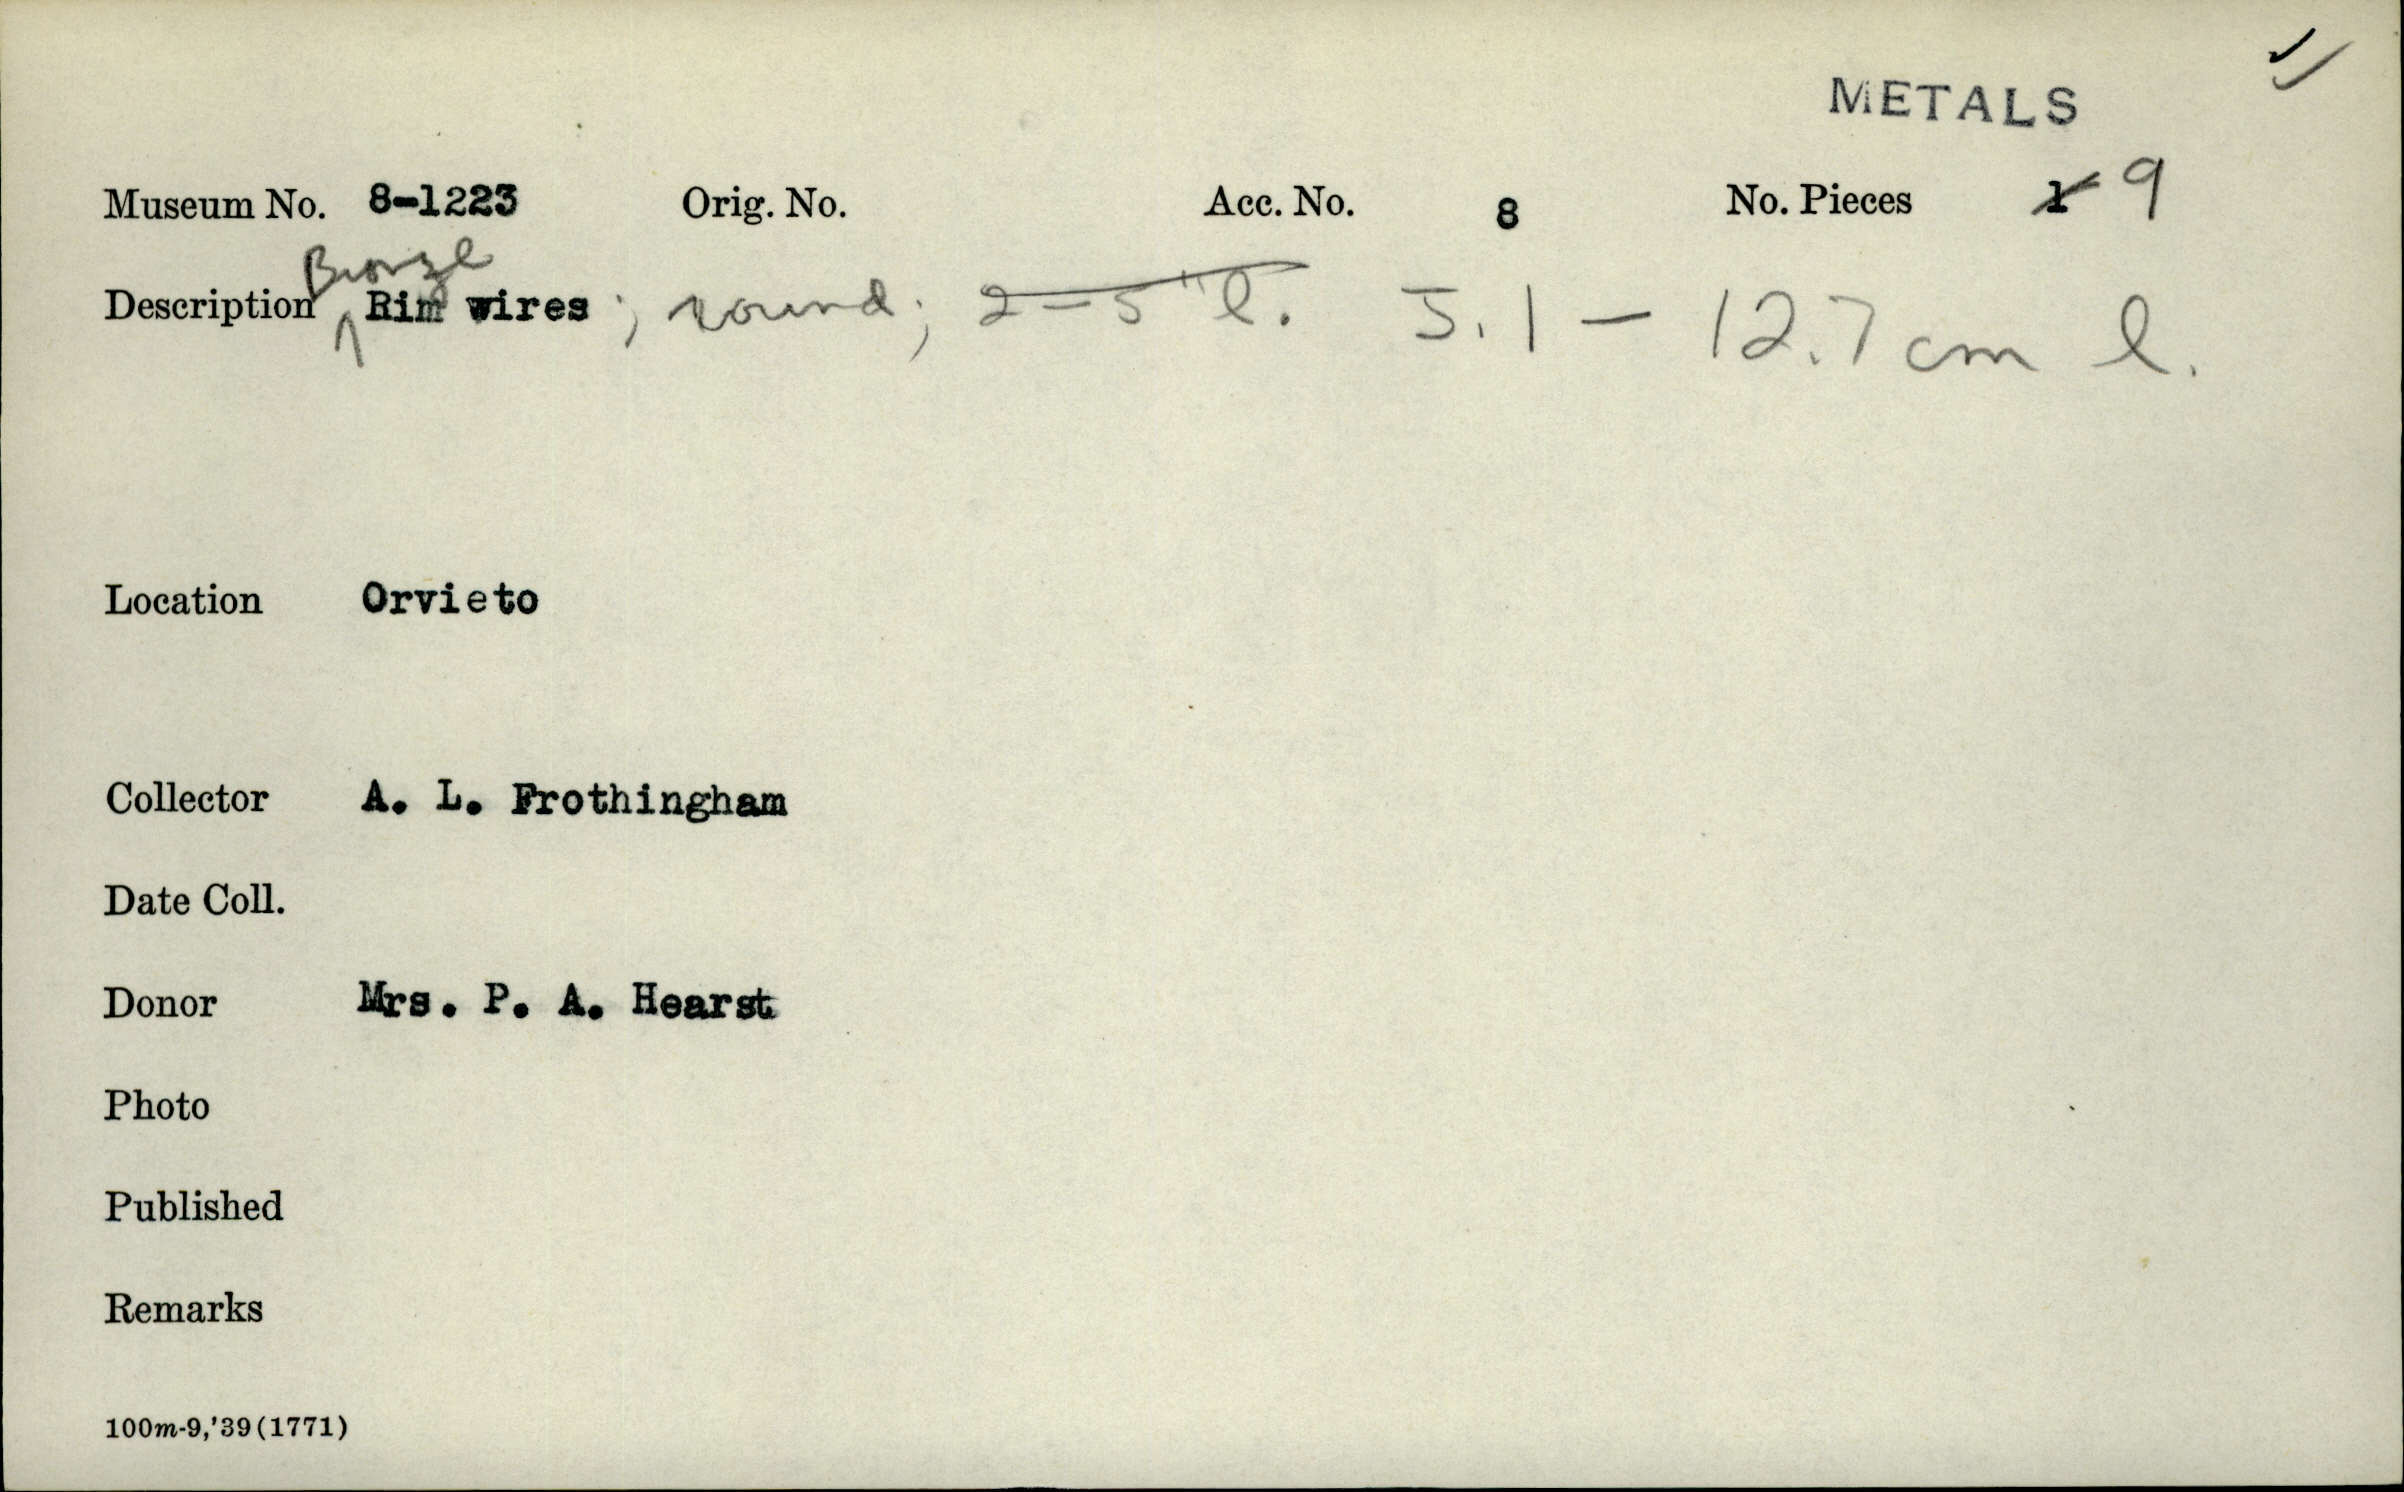 METALS
Museum No. 8-1223 Orig. No. Acc. No. 8 No. Pieces 1 9
Bronze
Description Rim wires ; round; 2-5" l. 5.1 - 12.7 cm l.
Location Orvieto
Collector A. L. Frothingham
Date Coll.
Donor Mrs. P. A. Hearst
Photo
Published
Remarks
100m-9,'39(1771)